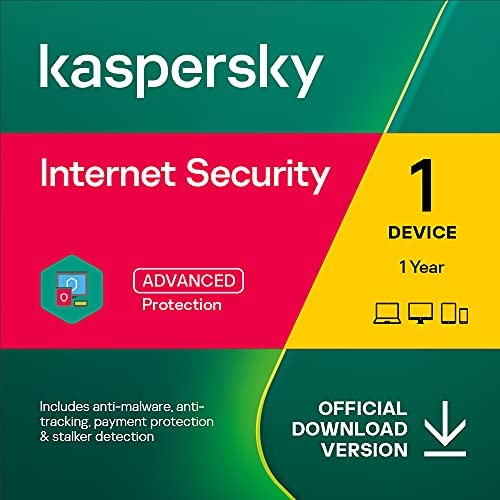 kaspersky
Internet Security
ADVANCED
Protection
1
DEVICE
1 Year
Includes anti-malware, anti-
tracking, payment protection
& stalker detection
OFFICIAL
DOWNLOAD
VERSION